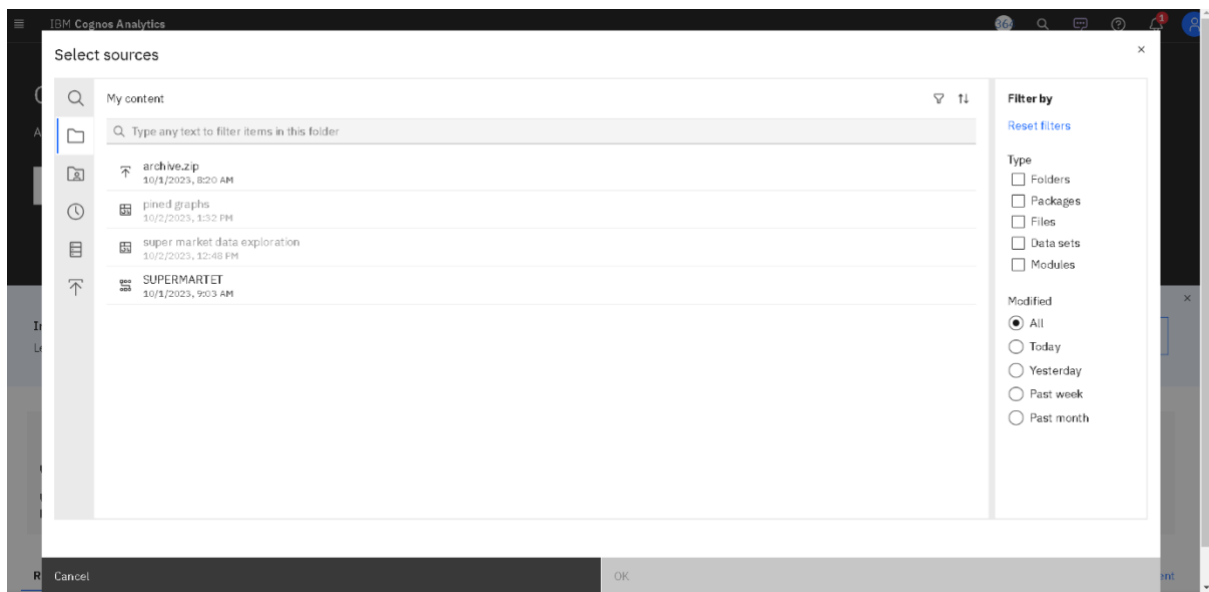 IBM Cognos Analytics
1
Select sources
My content
Type any text to filter items in this folder
archive.zip
10/1/2023, 8:20 AM
pined graphs
10/2/2023, 1:32 PM
super market data exploration
10/2/2023, 12:48 PM
SUPERMARTET
10/1/2023, 9:03 AM
Filter by
Reset filters
Type
Folders
Packages
Files
Data sets
Modules
Modified
All
Today
Yesterday
Past week
Past month
Cancel
OK